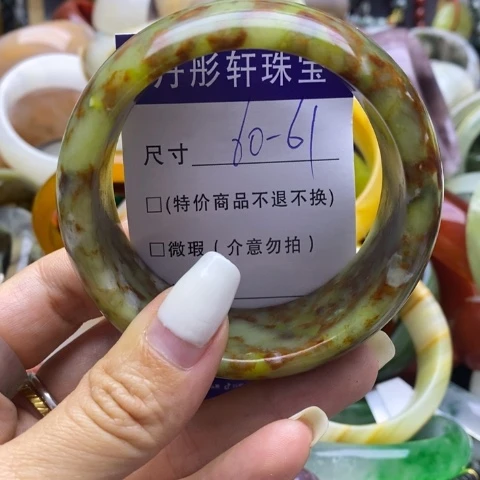 丹彤轩珠宝
尺寸 60-61
□(特价商品不退不换)
□微瑕(介意勿拍)